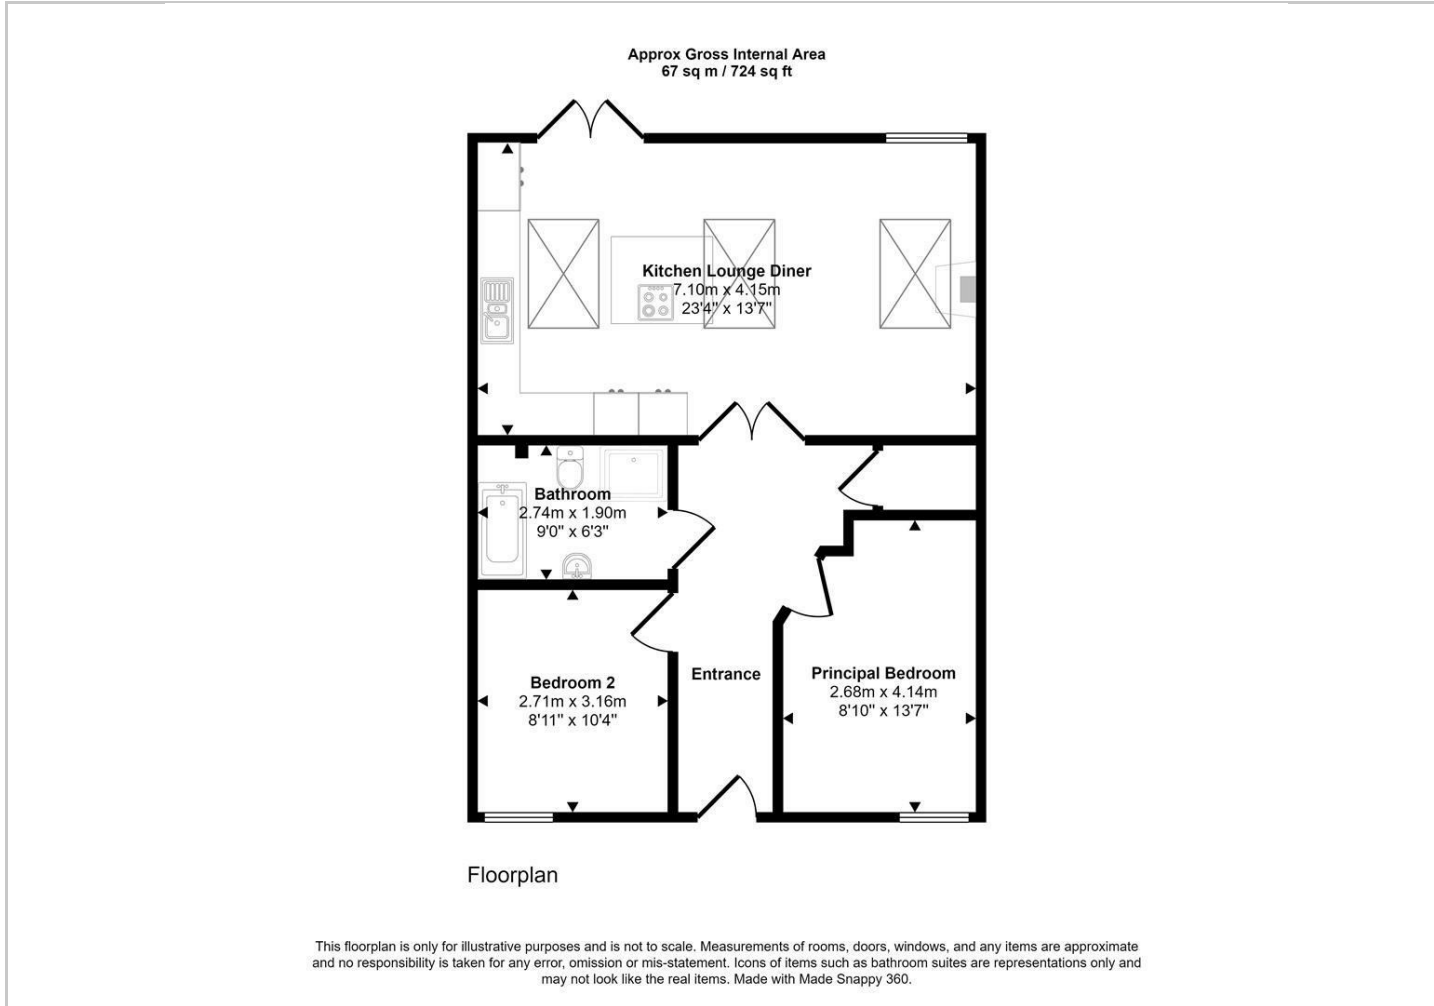 Approx Gross Internal Area
67 sq m / 724 sq ft
Kitchen Lounge Diner
7.10m x 4.15m
23'4" x 13'7"
Bathroom
2.74m x 1.90m
9'0" x 6'3"
Bedroom 2
2.71m x 3.16m
8'11" x 10'4"
Entrance
Principal Bedroom
2.68m x 4.14m
8'10" x 13'7"
Floorplan
This floorplan is only for illustrative purposes and is not to scale. Measurements of rooms, doors, windows, and any items are approximate
and no responsibility is taken for any error, omission or mis-statement. Icons of items such as bathroom suites are representations only and
may not look like the real items. Made with Made Snappy 360.